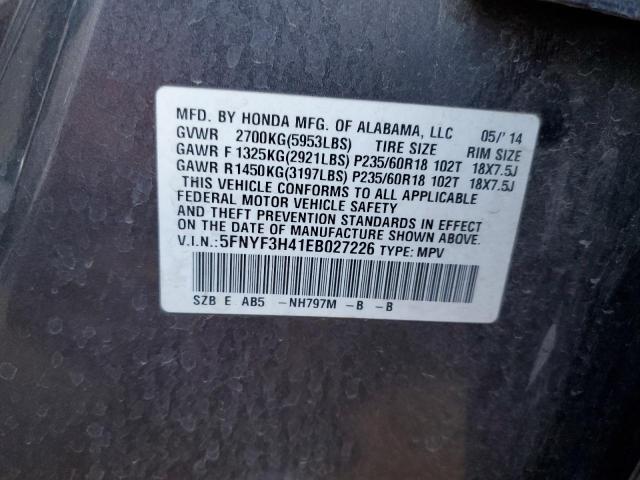 MFD. BY HONDA MFG. OF ALABAMA, LLC 05/'14
GVWR 2700KG(5953LBS) TIRE SIZE RIM SIZE
GAWR F 1325KG(2921LBS) P235/60R18 102T 18X7.5J
GAWR R 1450KG(3197LBS) P235/60R18 102T 18X7.5J
THIS VEHICLE CONFORMS TO ALL APPLICABLE
FEDERAL MOTOR VEHICLE SAFETY
AND THEFT PREVENTION STANDARDS IN EFFECT
ON THE DATE OF MANUFACTURE SHOWN ABOVE.
V.I.N.:5FNYF3H41EB027226 TYPE: MPV
SZB E AB5 -NH797M -B -B